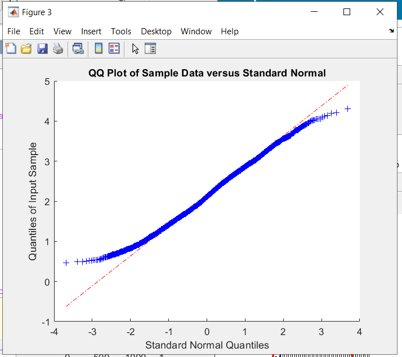 Figure 3
File Edit View Insert Tools Desktop Window Help
QQ Plot of Sample Data versus Standard Normal
5
4
3
2
1
0
-1
Quantiles of Input Sample
-4 -3 -2 -1 0 1 2 3 4
Standard Normal Quantiles